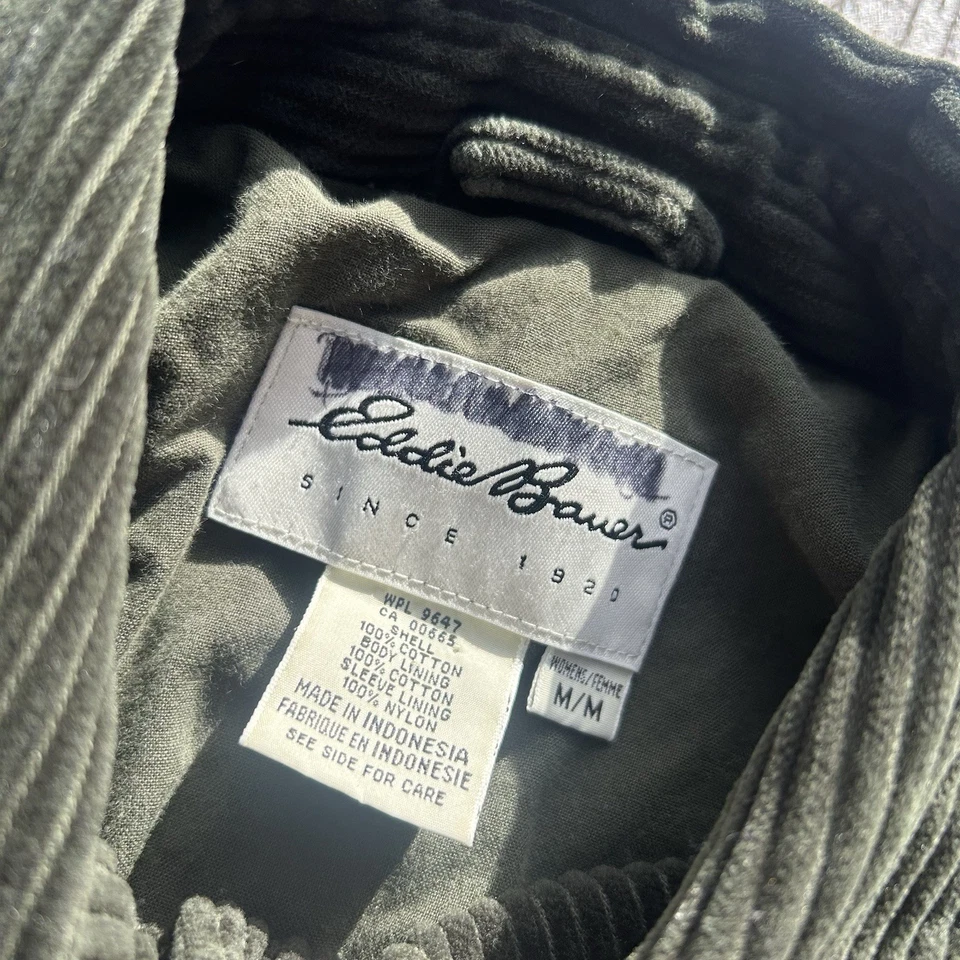 Eddie Bauer®
SINCE 1920
WPL 9647
CA 00665
SHELL
100% COTTON
BODY LINING
100% COTTON
SLEEVE LINING
100% NYLON
MADE IN INDONESIA
FABRIQUE EN INDONESIE
SEE SIDE FOR CARE
WOMENS/FEMME
M/M